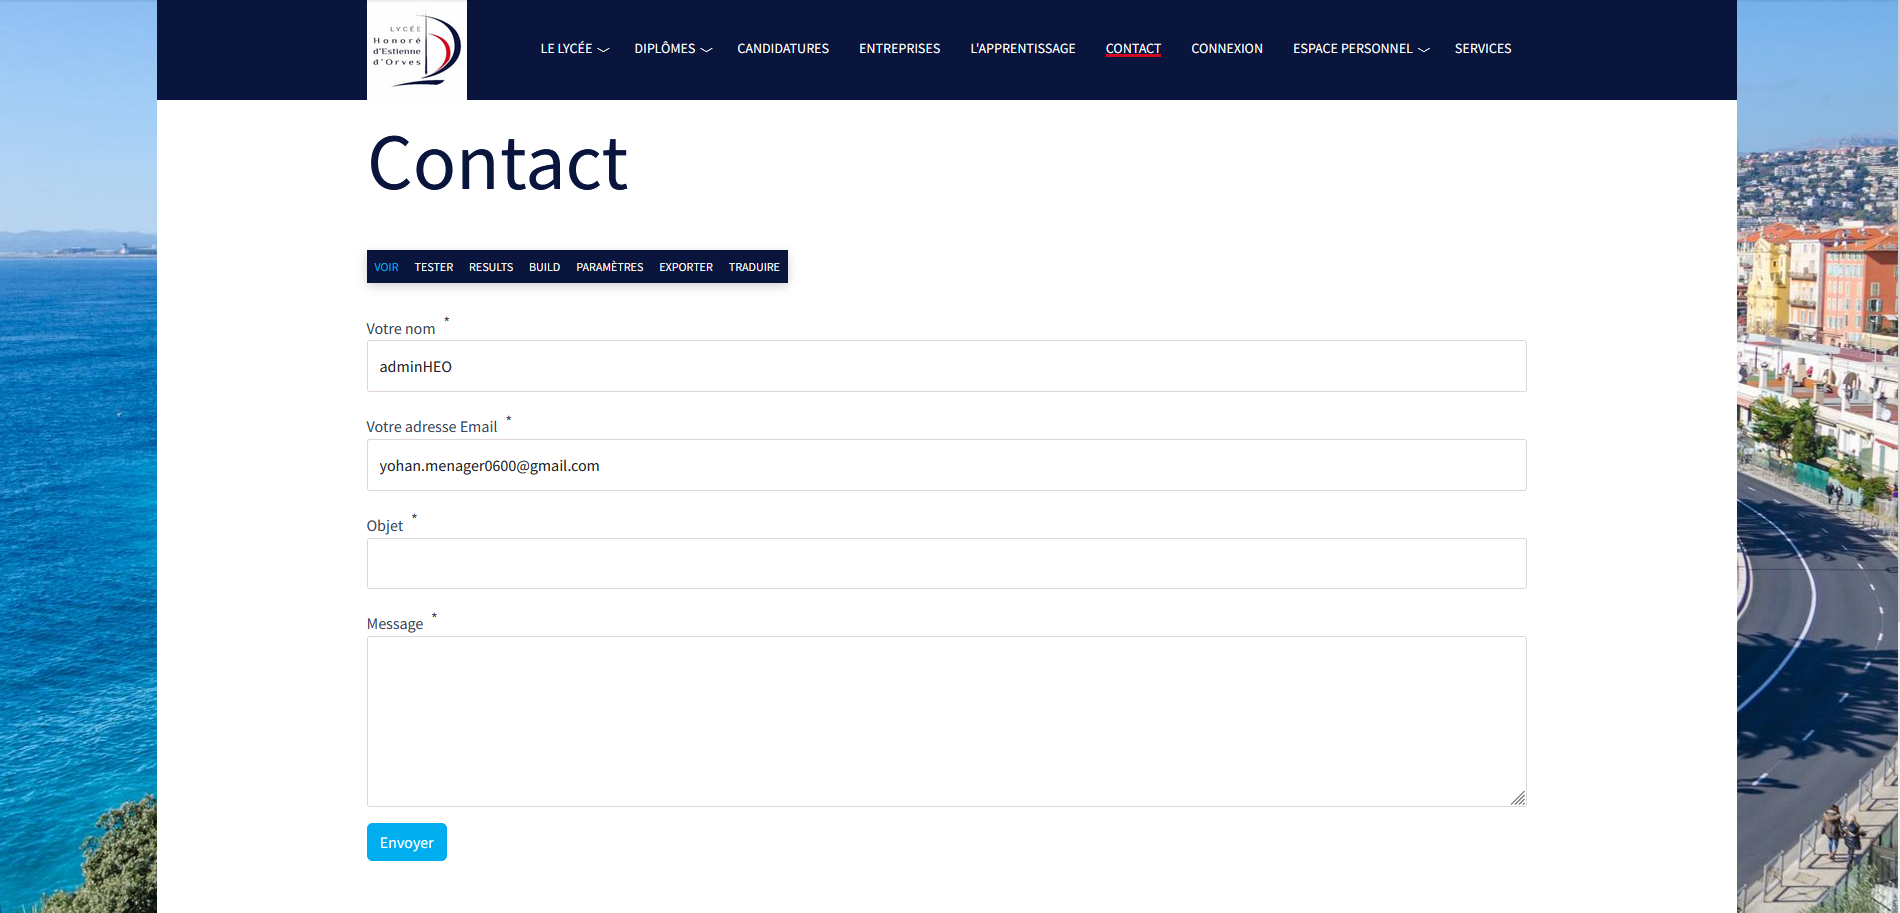 LYCÉE
Honoré
d'Estienne
d'Orves
LE LYCÉE DIPLÔMES CANDIDATURES ENTREPRISES L'APPRENTISSAGE CONTACT CONNEXION ESPACE PERSONNEL SERVICES
Contact
VOIR TESTER RESULTS BUILD PARAMÈTRES EXPORTER TRADUIRE
Votre nom *
adminHEO
Votre adresse Email *
yohan.menager0600@gmail.com
Objet *
Message *
Envoyer